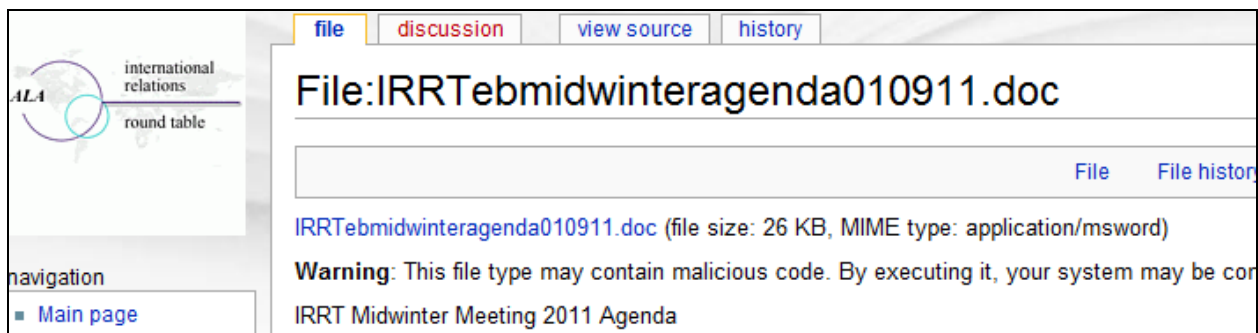 file
discussion
view source
history
ALA
international
relations
round table
File:IRRTebmidwinteragenda010911.doc
File
File history
IRRTebmidwinteragenda010911.doc (file size: 26 KB, MIME type: application/msword)
Warning: This file type may contain malicious code. By executing it, your system may be
navigation
Main page
IRRT Midwinter Meeting 2011 Agenda